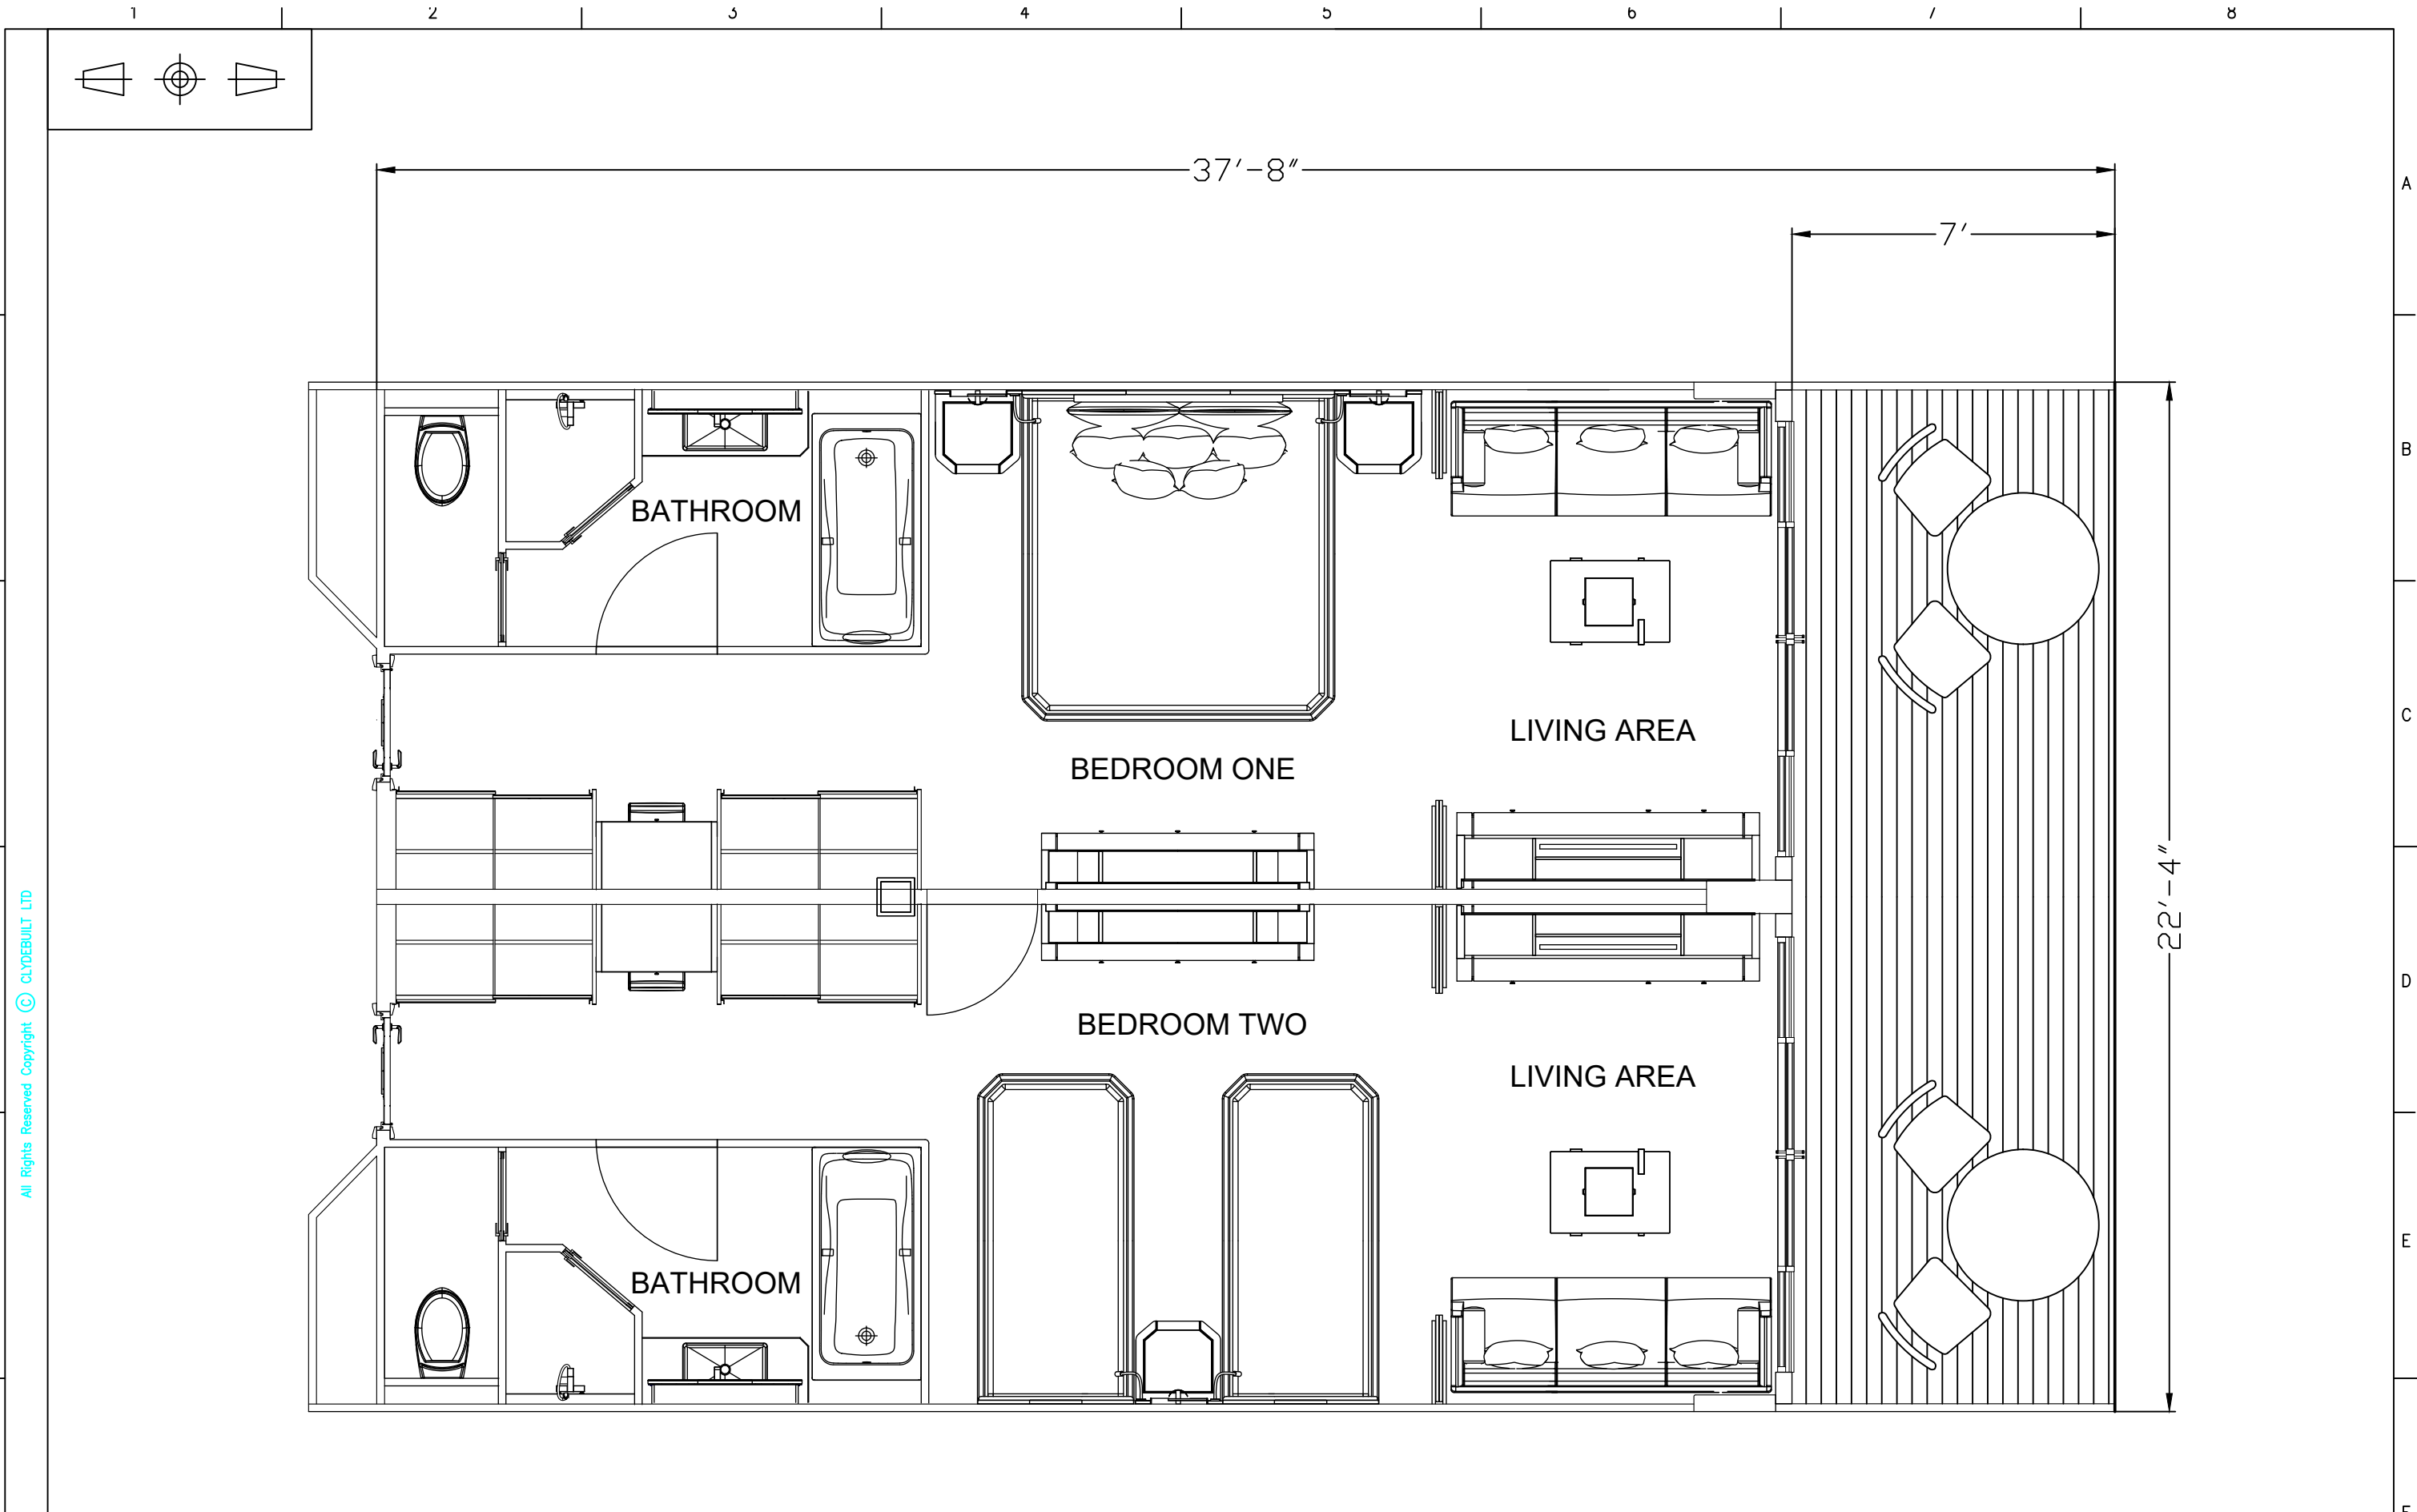 1 2 3 4 5 6 7 8
37'-8"
7'
A
B
BATHROOM
C
LIVING AREA
BEDROOM ONE
22'-4"
All Rights Reserved Copyright © CLYDEBUILT LTD
D
BEDROOM TWO
LIVING AREA
E
BATHROOM
F